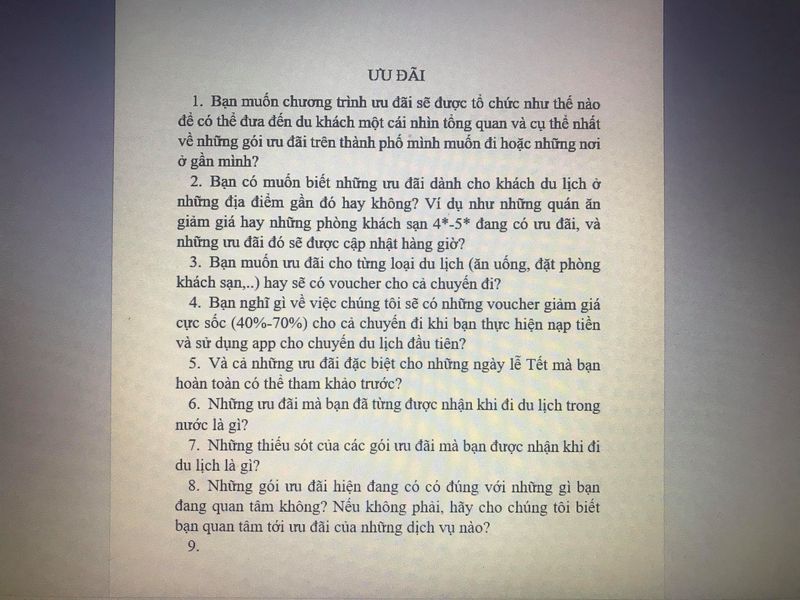 ƯU ĐÃI
1. Bạn muốn chương trình ưu đãi sẽ được tổ chức như thế nào
để có thể đưa đến du khách một cái nhìn tổng quan và cụ thể nhất
về những gói ưu đãi trên thành phố mình muốn đi hoặc những nơi
ở gần mình?
2. Bạn có muốn biết những ưu đãi dành cho khách du lịch ở
những địa điểm gần đó hay không? Ví dụ như những quán ăn
giảm giá hay những phòng khách sạn 4*-5* đang có ưu đãi, và
những ưu đãi đó sẽ được cập nhật hàng giờ?
3. Bạn muốn ưu đãi cho từng loại du lịch (ăn uống, đặt phòng
khách sạn,..) hay sẽ có voucher cho cả chuyến đi?
4. Bạn nghĩ gì về việc chúng tôi sẽ có những voucher giảm giá
cực sốc (40%-70%) cho cả chuyến đi khi bạn thực hiện nạp tiền
và sử dụng app cho chuyến du lịch đầu tiên?
5. Và cả những ưu đãi đặc biệt cho những ngày lễ Tết mà bạn
hoàn toàn có thể tham khảo trước?
6. Những ưu đãi mà bạn đã từng được nhận khi đi du lịch trong
nước là gì?
7. Những thiếu sót của các gói ưu đãi mà bạn được nhận khi đi
du lịch là gì?
8. Những gói ưu đãi hiện đang có có đúng với những gì bạn
đang quan tâm không? Nếu không phải, hãy cho chúng tôi biết
bạn quan tâm tới ưu đãi của những dịch vụ nào?
9.